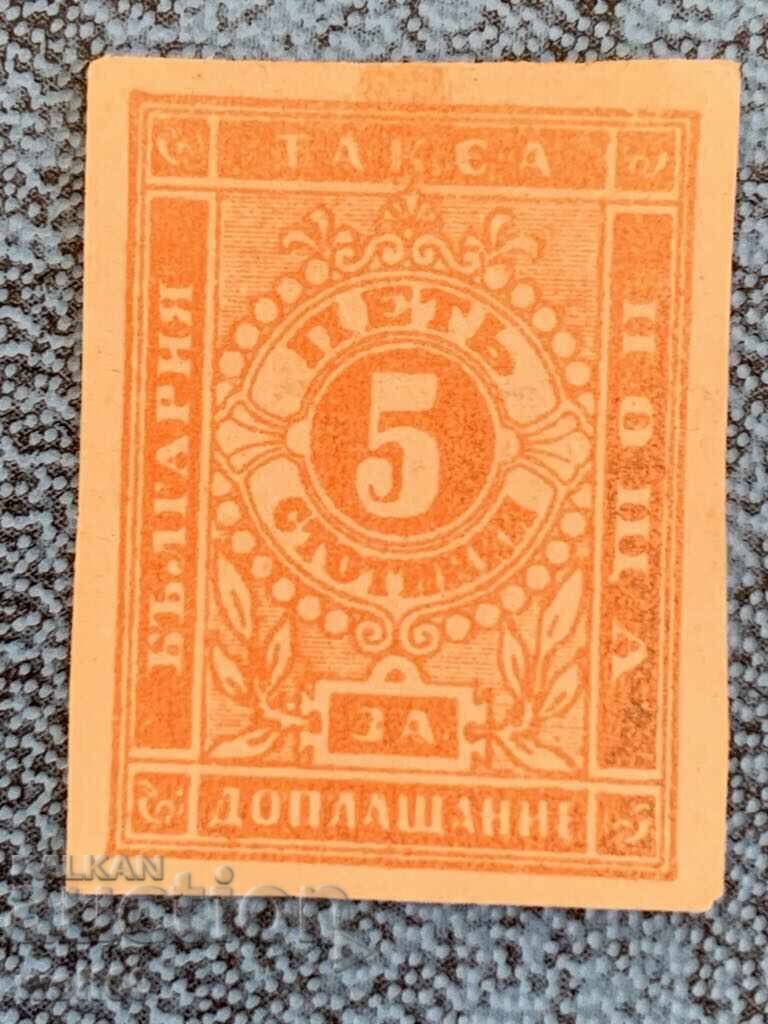 ТАКСА
БЪЛГАРИЯ
ПОЩА
ПЕТЬ
5
СТОТИНКИ
ЗА
ДОПЛАЩАНИЕ
BALKAN
auction